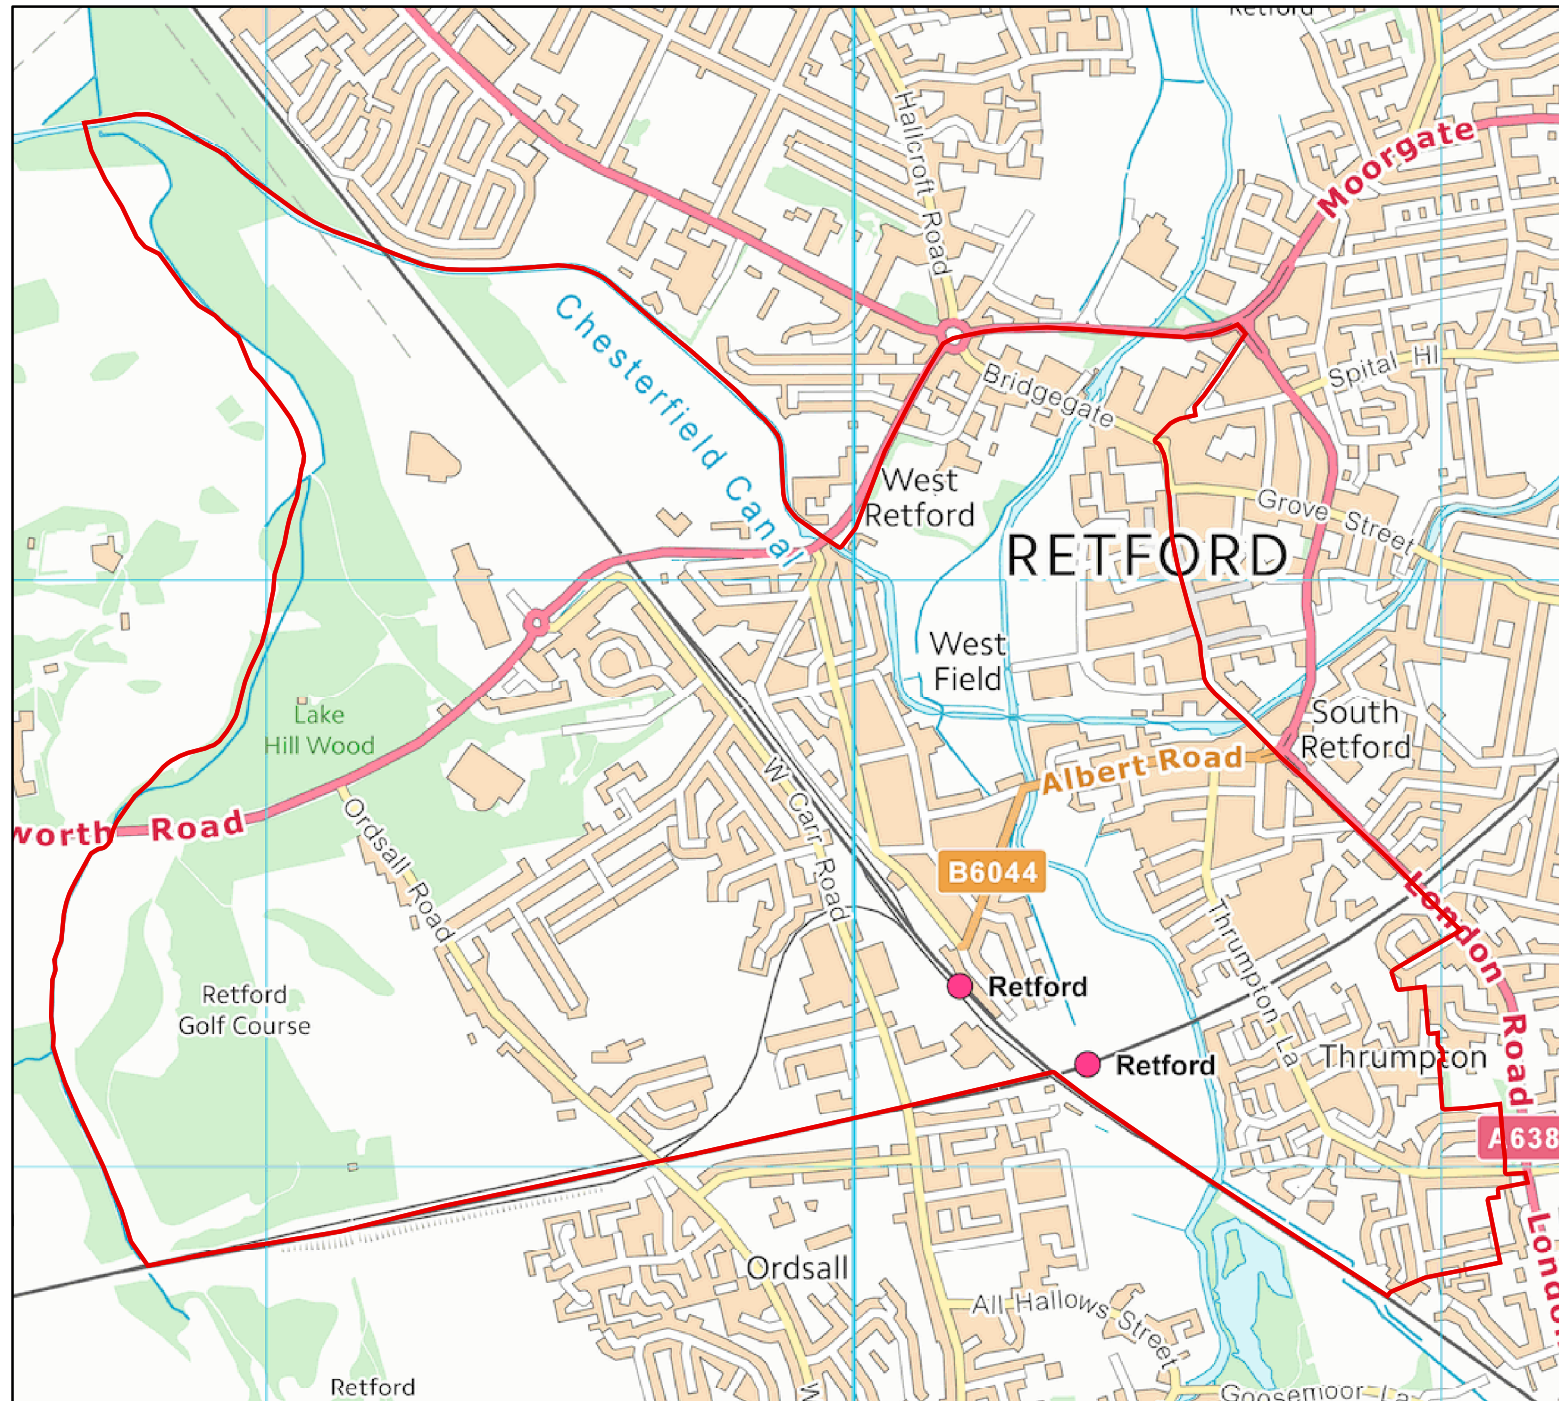 Retford
Hallcroft Road
Moorgate
Chesterfield Canal
Bridgegate
Spital Hl
West
Retford
Grove Street
RETFORD
West
Field
Lake
Hill Wood
South
Retford
Albert Road
worth Road
Ordsall Road
W Carr Road
B6044
London Road
Thrumpton La
Retford
Golf Course
Retford
Retford
Thrumpton
A638
London
Ordsall
All Hallows Street
Retford
W
Goosemoor La